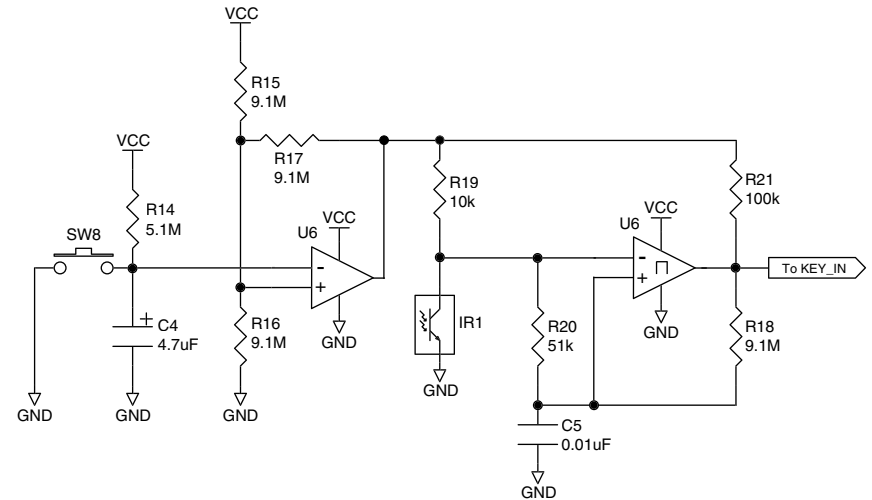 VCC
R15
9.1M
VCC
R17
9.1M
R14
5.1M
SW8
R19
10k
R21
100k
VCC
U6
-
+
VCC
U6
-
+
To KEY_IN
C4
4.7uF
+
R16
9.1M
GND
IR1
R20
51k
GND
R18
9.1M
GND
GND
GND
GND
C5
0.01uF
GND